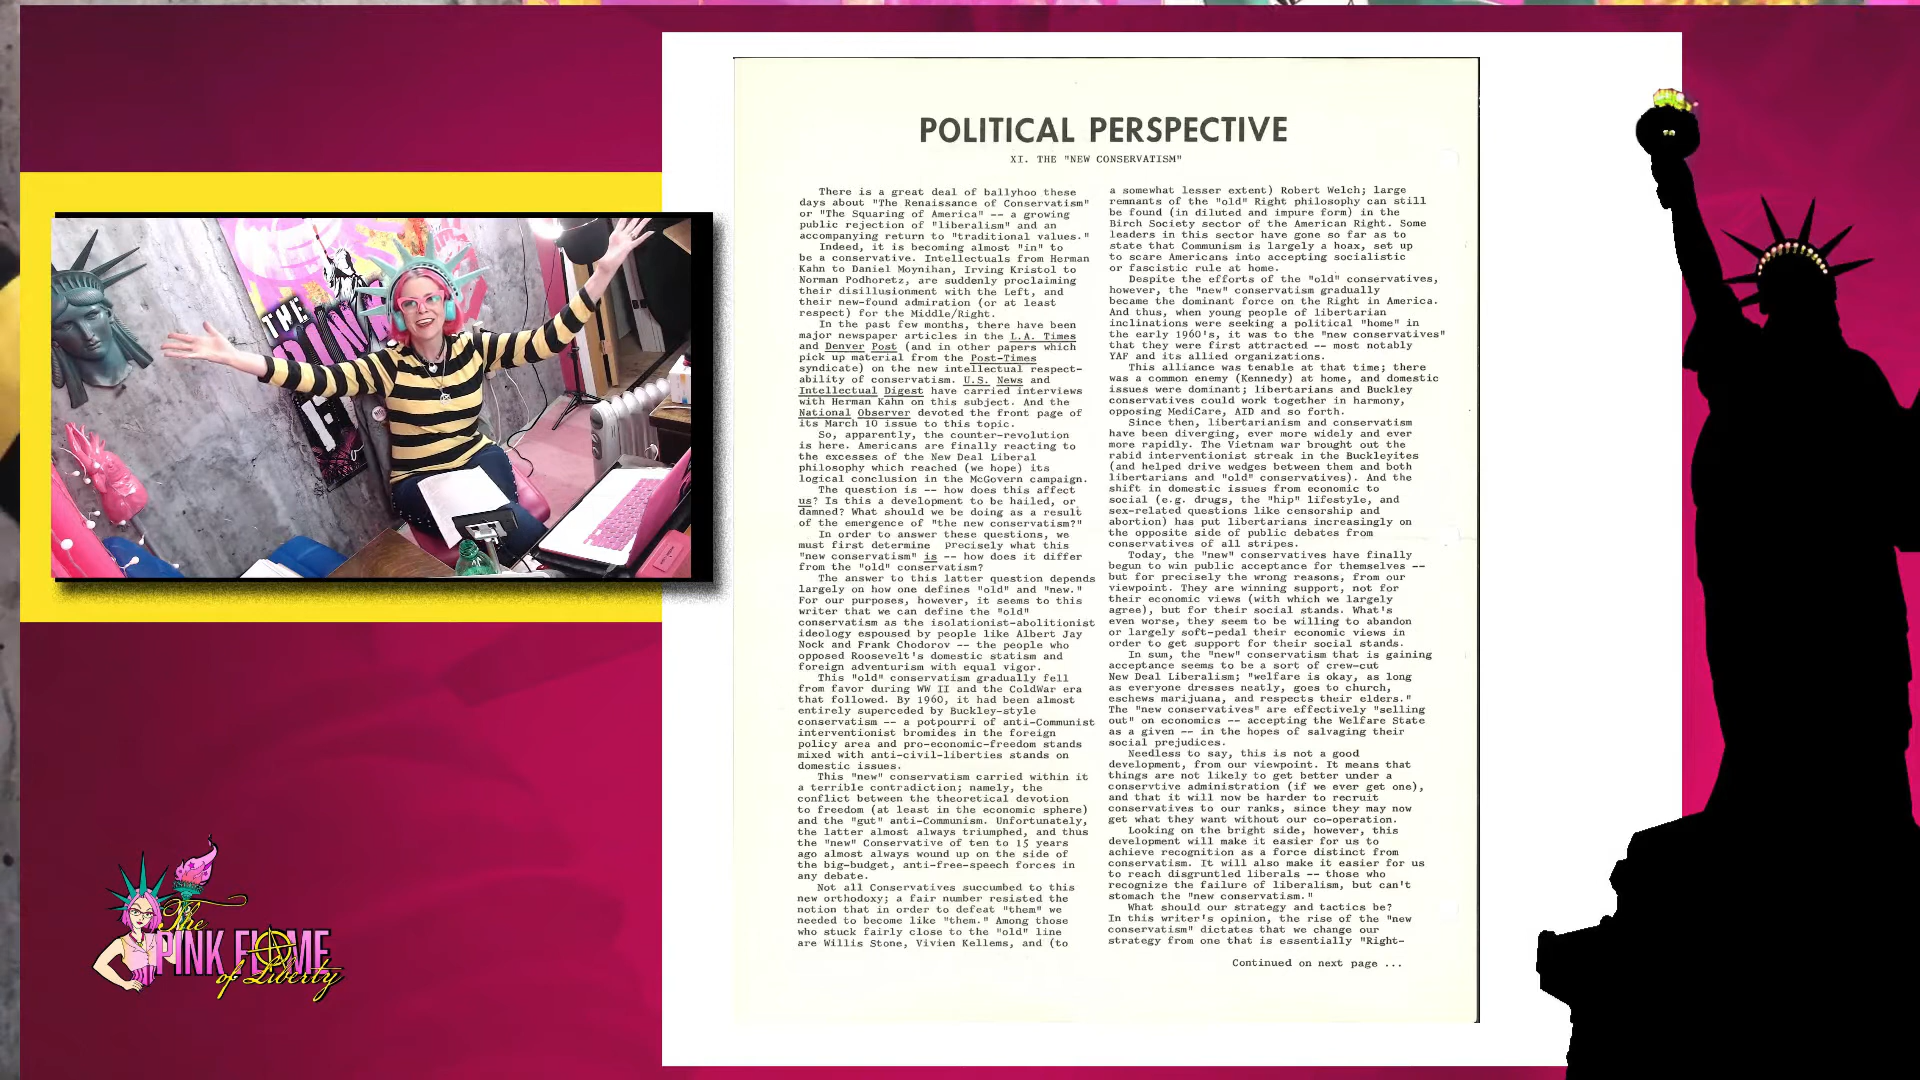 POLITICAL PERSPECTIVE
XI. THE "NEW CONSERVATISM"
There is a great deal of ballyhoo these
days about "The Renaissance of Conservatism"
or "The Squaring of America" -- a growing
public rejection of "liberalism" and an
accompanying return to "traditional values."
Indeed, it is becoming almost "in" to
be a conservative. Intellectuals from Herman
Kahn to Daniel Moynihan, Irving Kristol to
Norman Podhoretz, are suddenly proclaiming
their disillusionment with the Left, and
their new-found admiration (or at least
respect) for the Middle/Right.
In the past few months, there have been
major newspaper articles in the L.A. Times
and Denver Post (and in other papers which
pick up material from the Post-Times
syndicate) on the new intellectual respect-
ability of conservatism. U.S. News and
Intellectual Digest have carried interviews
with Herman Kahn on this subject. And the
National Observer devoted the front page of
its March 10 issue to this topic.
So, apparently, the counter-revolution
is here. Americans are finally reacting to
the excesses of the New Deal Liberal
philosophy which reached (we hope) its
logical conclusion in the McGovern campaign.
The question is -- how does this affect
us? Is this a development to be hailed, or
damned? What should we be doing as a result
of the emergence of "the new conservatism?"
In order to answer these questions, we
must first determine precisely what this
"new conservatism" is -- how does it differ
from the "old" conservatism?
The answer to this latter question depends
largely on how one defines "old" and "new."
For our purposes, however, it seems to this
writer that we can define the "old"
conservatism as the isolationist-abolitionist
ideology espoused by people like Albert Jay
Nock and Frank Chodorov -- the people who
opposed Roosevelt's domestic statism and
foreign adventurism with equal vigor.
This "old" conservatism gradually fell
from favor during WW II and the ColdWar era
that followed. By 1960, it had been almost
entirely superceded by Buckley-style
conservatism -- a potpourri of anti-Communist
interventionist bromides in the foreign
policy area and pro-economic-freedom stands
mixed with anti-civil-liberties stands on
domestic issues.
This "new" conservatism carried within it
a terrible contradiction; namely, the
conflict between the theoretical devotion
to freedom (at least in the economic sphere)
and the "gut" anti-Communism. Unfortunately,
the latter almost always triumphed, and thus
the "new" Conservative of ten to 15 years
ago almost always wound up on the side of
the big-budget, anti-free-speech forces in
any debate.
Not all Conservatives succumbed to this
new orthodoxy; a fair number resisted the
notion that in order to defeat "them" we
needed to become like "them." Among those
who stuck fairly close to the "old" line
are Willis Stone, Vivien Kellems, and (to
a somewhat lesser extent) Robert Welch; large
remnants of the "old" Right philosophy can still
be found (in diluted and impure form) in the
Birch Society sector of the American Right. Some
leaders in this sector have gone so far as to
state that Communism is largely a hoax, set up
to scare Americans into accepting socialistic
or fascistic rule at home.
Despite the efforts of the "old" conservatives,
however, the "new" conservatism gradually
became the dominant force on the Right in America.
And thus, when young people of libertarian
inclinations were seeking a political "home" in
the early 1960's, it was to the "new conservatives"
that they were first attracted -- most notably
YAF and its allied organizations.
This alliance was tenable at that time; there
was a common enemy (Kennedy) at home, and domestic
issues were dominant; libertarians and Buckley
conservatives could work together in harmony,
opposing MediCare, AID and so forth.
Since then, libertarianism and conservatism
have been diverging, ever more widely and ever
more rapidly. The Vietnam war brought out the
rabid interventionist streak in the Buckleyites
(and helped drive wedges between them and both
libertarians and "old" conservatives). And the
shift in domestic issues from economic to
social (e.g. drugs, the "hip" lifestyle, and
sex-related questions like censorship and
abortion) has put libertarians increasingly on
the opposite side of public debates from
conservatives of all stripes.
Today, the "new" conservatives have finally
begun to win public acceptance for themselves --
but for precisely the wrong reasons, from our
viewpoint. They are winning support, not for
their economic views (with which we largely
agree), but for their social stands. What's
even worse, they seem to be willing to abandon
or largely soft-pedal their economic views in
order to get support for their social stands.
In sum, the "new" conservatism that is gaining
acceptance seems to be a sort of crew-cut
New Deal Liberalism; "welfare is okay, as long
as everyone dresses neatly, goes to church,
eschews marijuana, and respects their elders."
The "new conservatives" are effectively "selling
out" on economics -- accepting the Welfare State
as a given -- in the hopes of salvaging their
social prejudices.
Needless to say, this is not a good
development, from our viewpoint. It means that
things are not likely to get better under a
conservtive administration (if we ever get one),
and that it will now be harder to recruit
conservatives to our ranks, since they may now
get what they want without our co-operation.
Looking on the bright side, however, this
development will make it easier for us to
achieve recognition as a force distinct from
conservatism. It will also make it easier for us
to reach disgruntled liberals -- those who
recognize the failure of liberalism, but can't
stomach the "new conservatism."
What should our strategy and tactics be?
In this writer's opinion, the rise of the "new
conservatism" dictates that we change our
strategy from one that is essentially "Right-
Continued on next page ...
THE
PINK
The
PINK FLAME
of Liberty